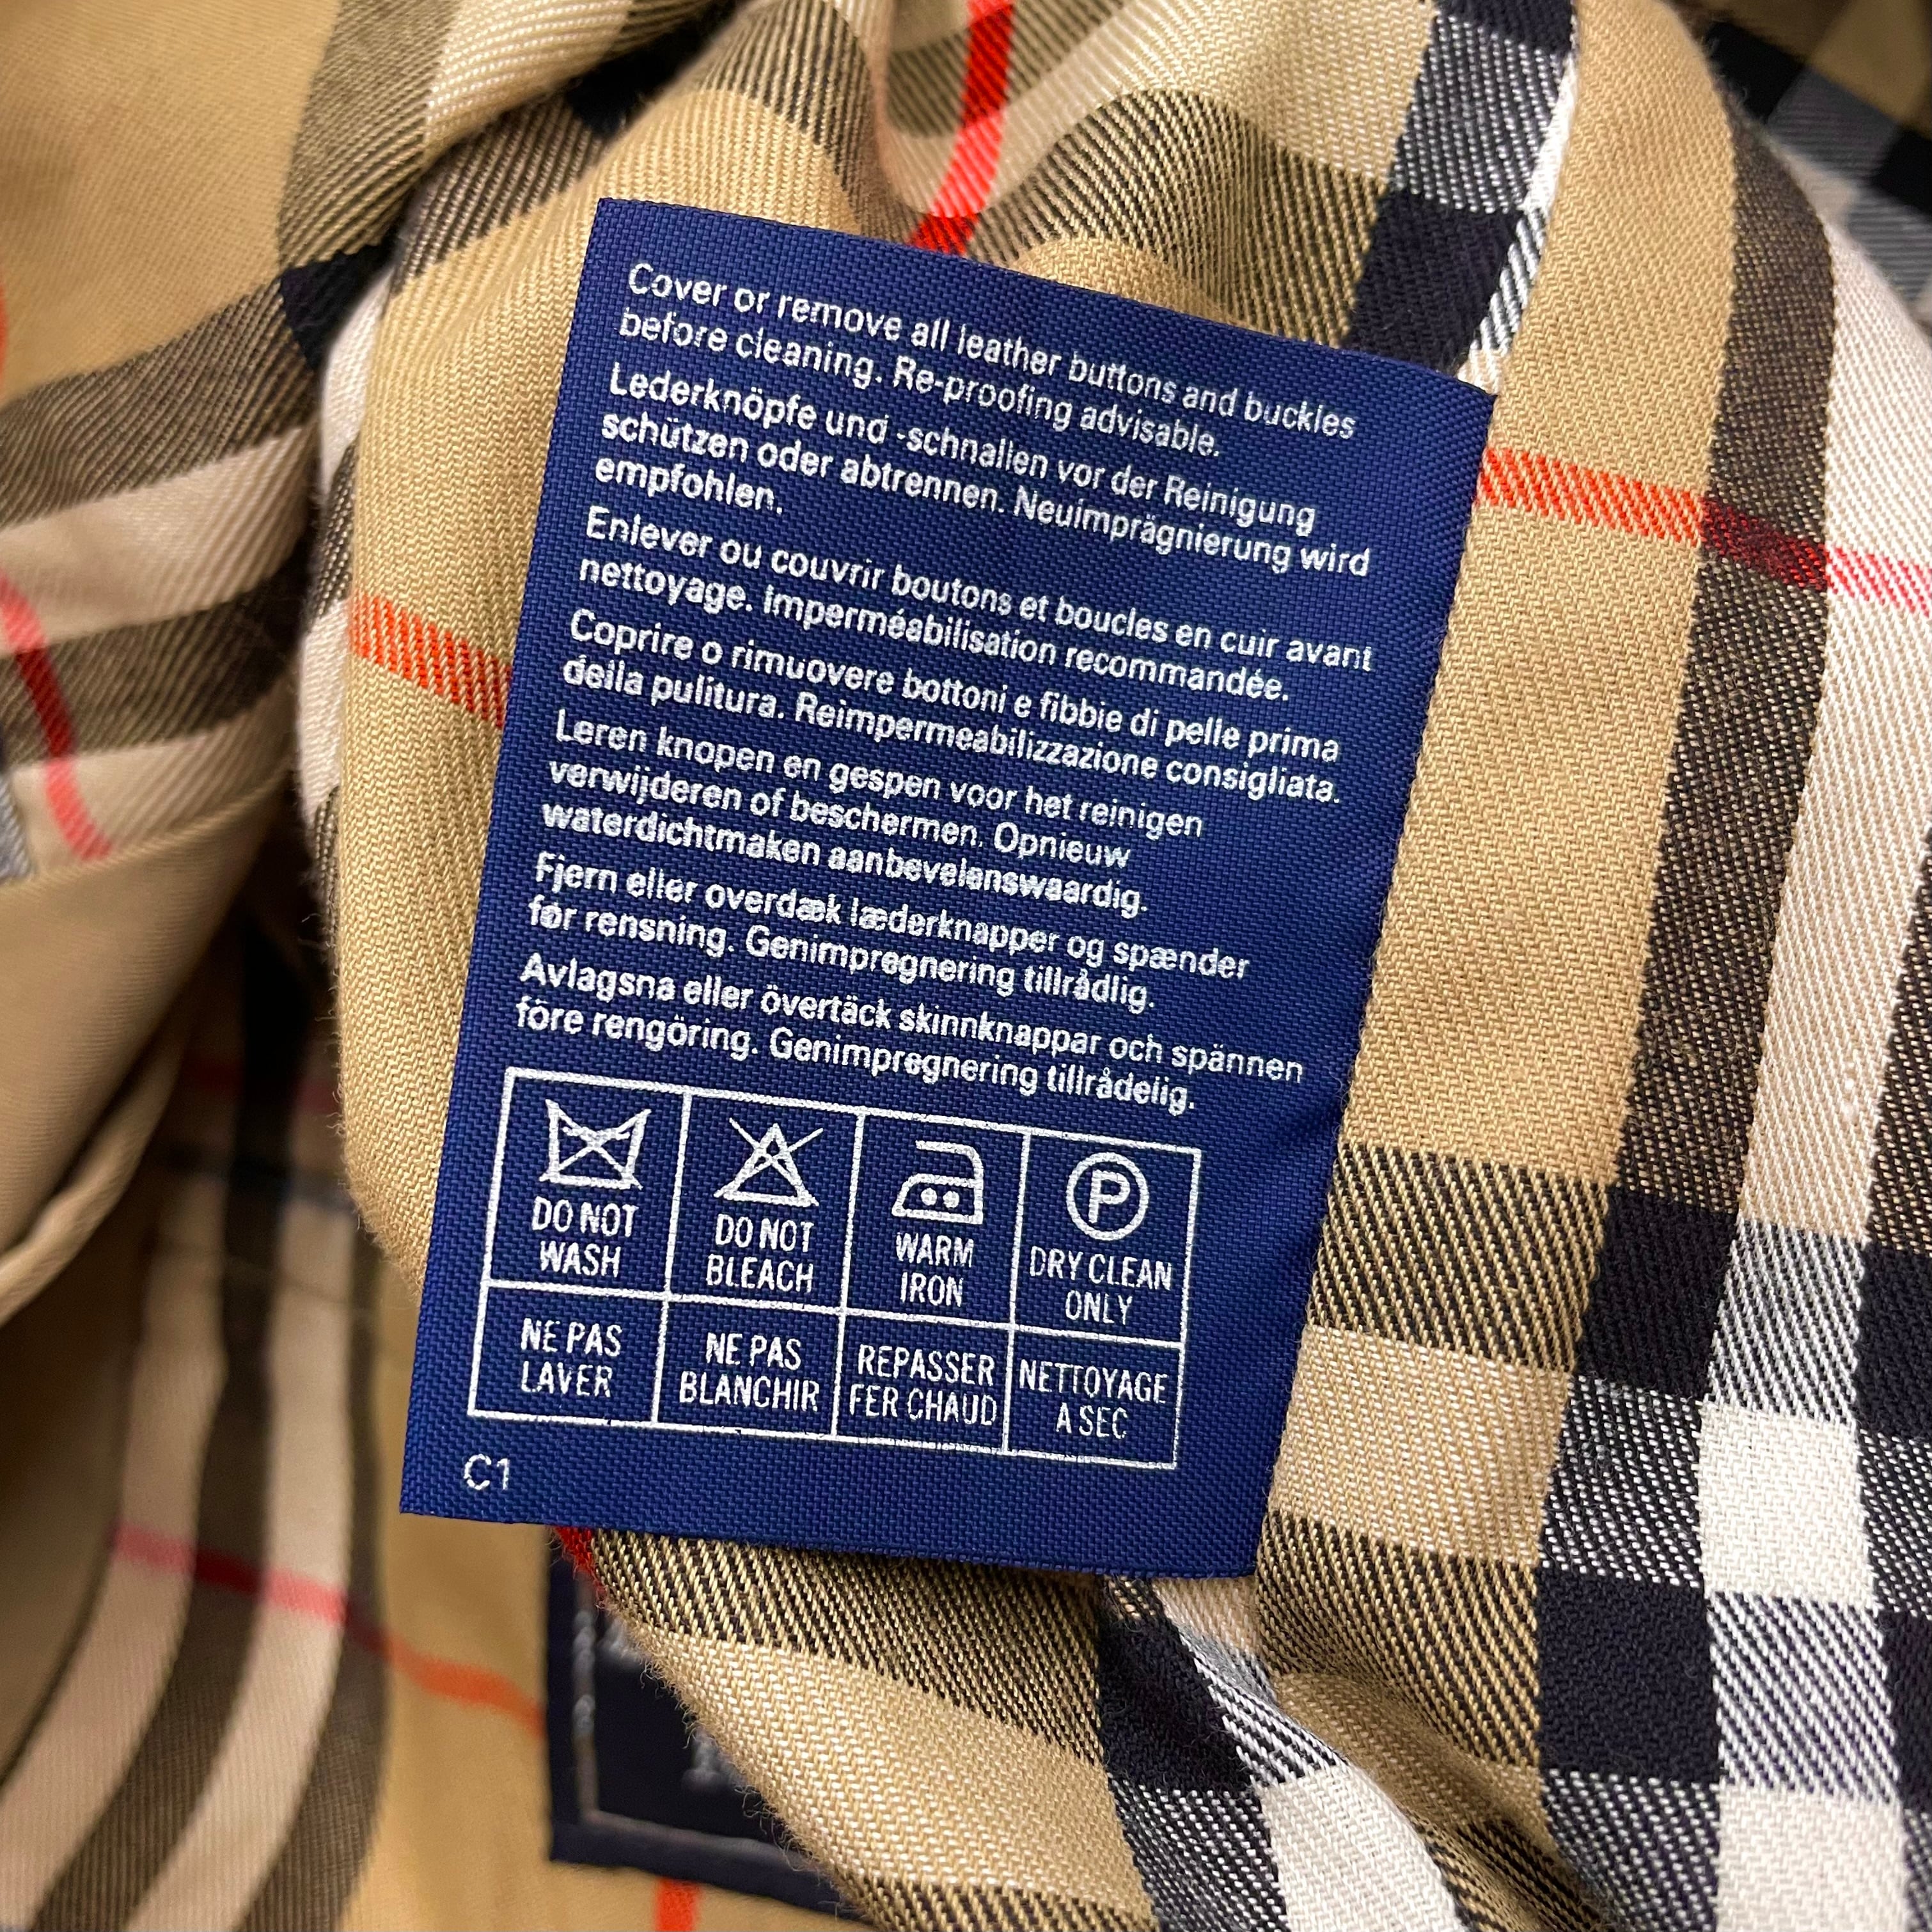 Cover or remove all leather buttons and buckles
before cleaning. Re-proofing advisable.
Lederknöpfe und -schnallen vor der Reinigung
schützen oder abtrennen. Neuimprägnierung wird
empfohlen.
Enlever ou couvrir boutons et boucles en cuir avant
nettoyage. Imperméabilisation recommandée.
Coprire o rimuovere bottoni e fibbie di pelle prima
della pulitura. Reimpermeabilizzazione consigliata.
Leren knopen en gespen voor het reinigen
verwijderen of beschermen. Opnieuw
waterdichtmaken aanbevelenswaardig.
Fjern eller overdæk læderknapper og spænder
før rensning. Genimpregnering tillrådlig.
Avlagsna eller övertäck skinnknappar och spännen
före rengöring. Genimpregnering tillrådelig.
DO NOT
WASH
DO NOT
BLEACH
WARM
IRON
P
DRY CLEAN
ONLY
NE PAS
LAVER
NE PAS
BLANCHIR
REPASSER
FER CHAUD
NETTOYAGE
A SEC
C1